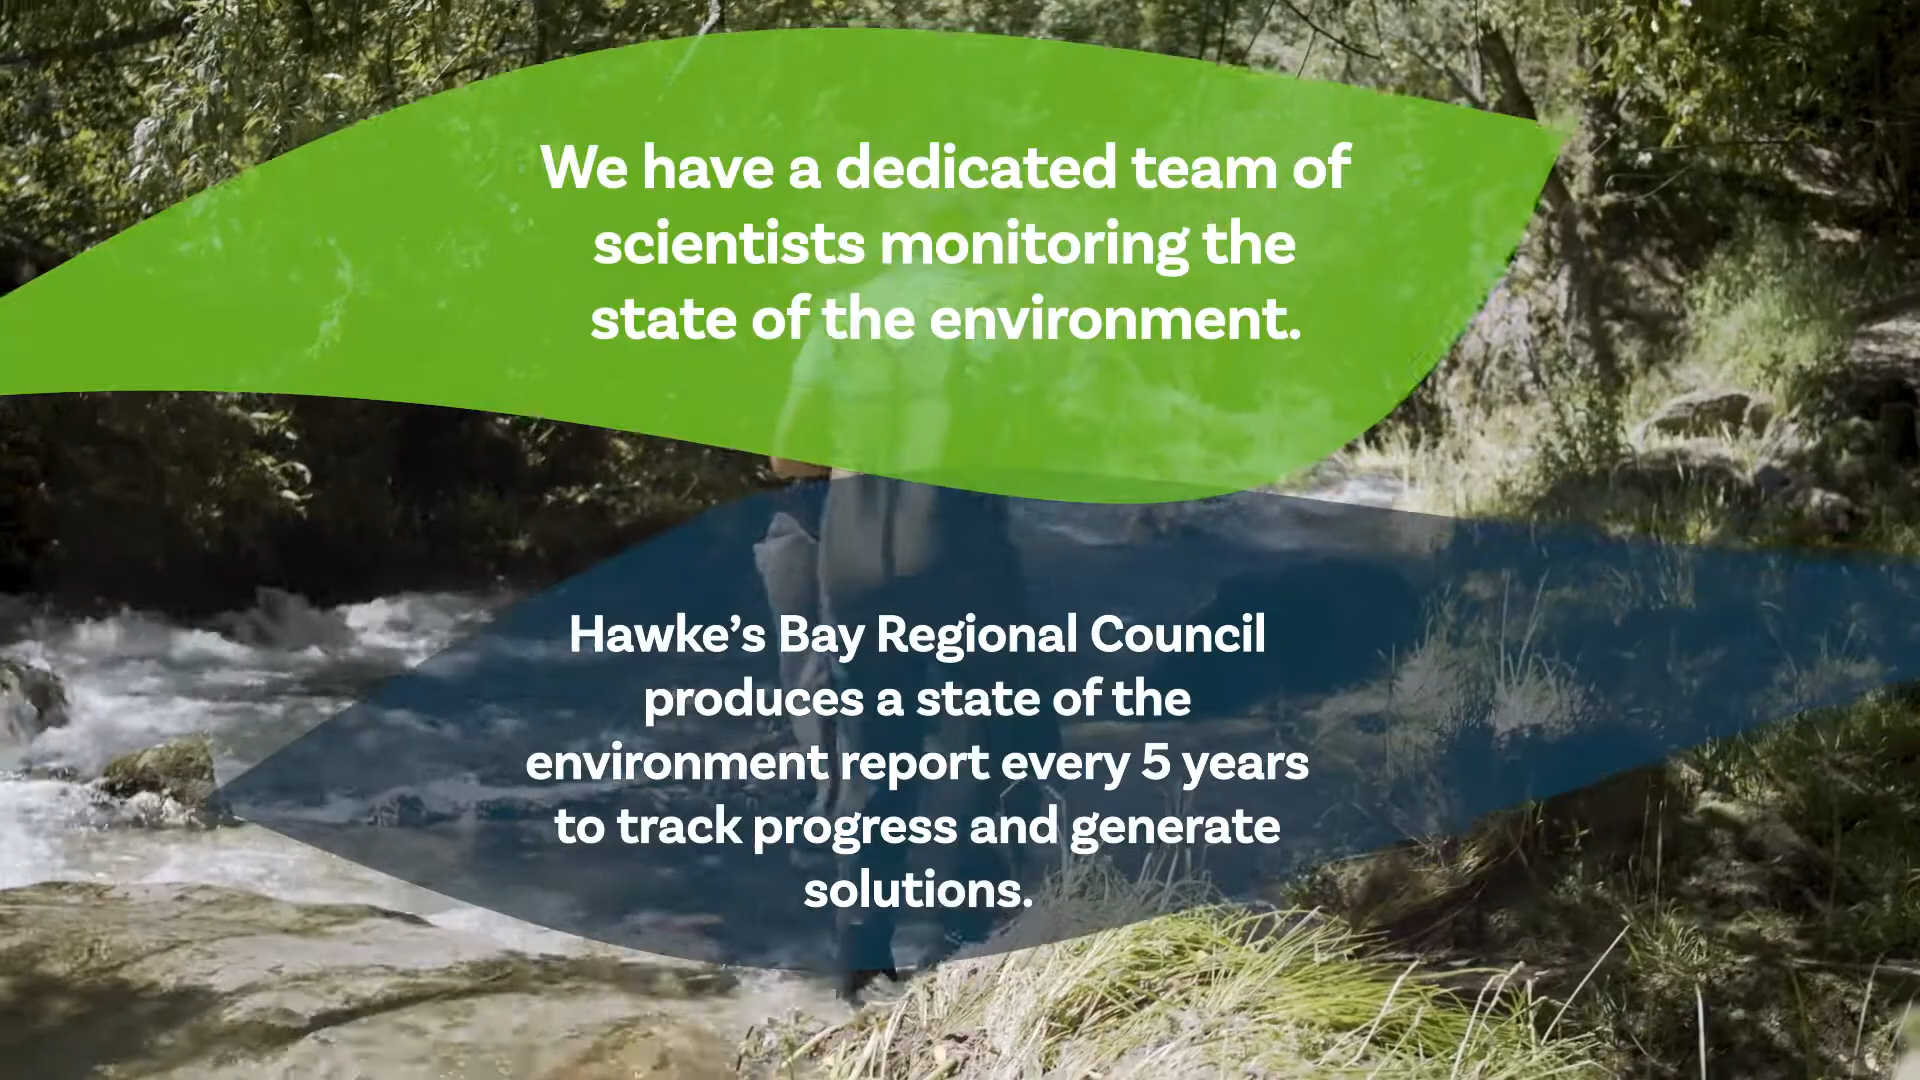 We have a dedicated team of
scientists monitoring the
state of the environment.
Hawke’s Bay Regional Council
produces a state of the
environment report every 5 years
to track progress and generate
solutions.